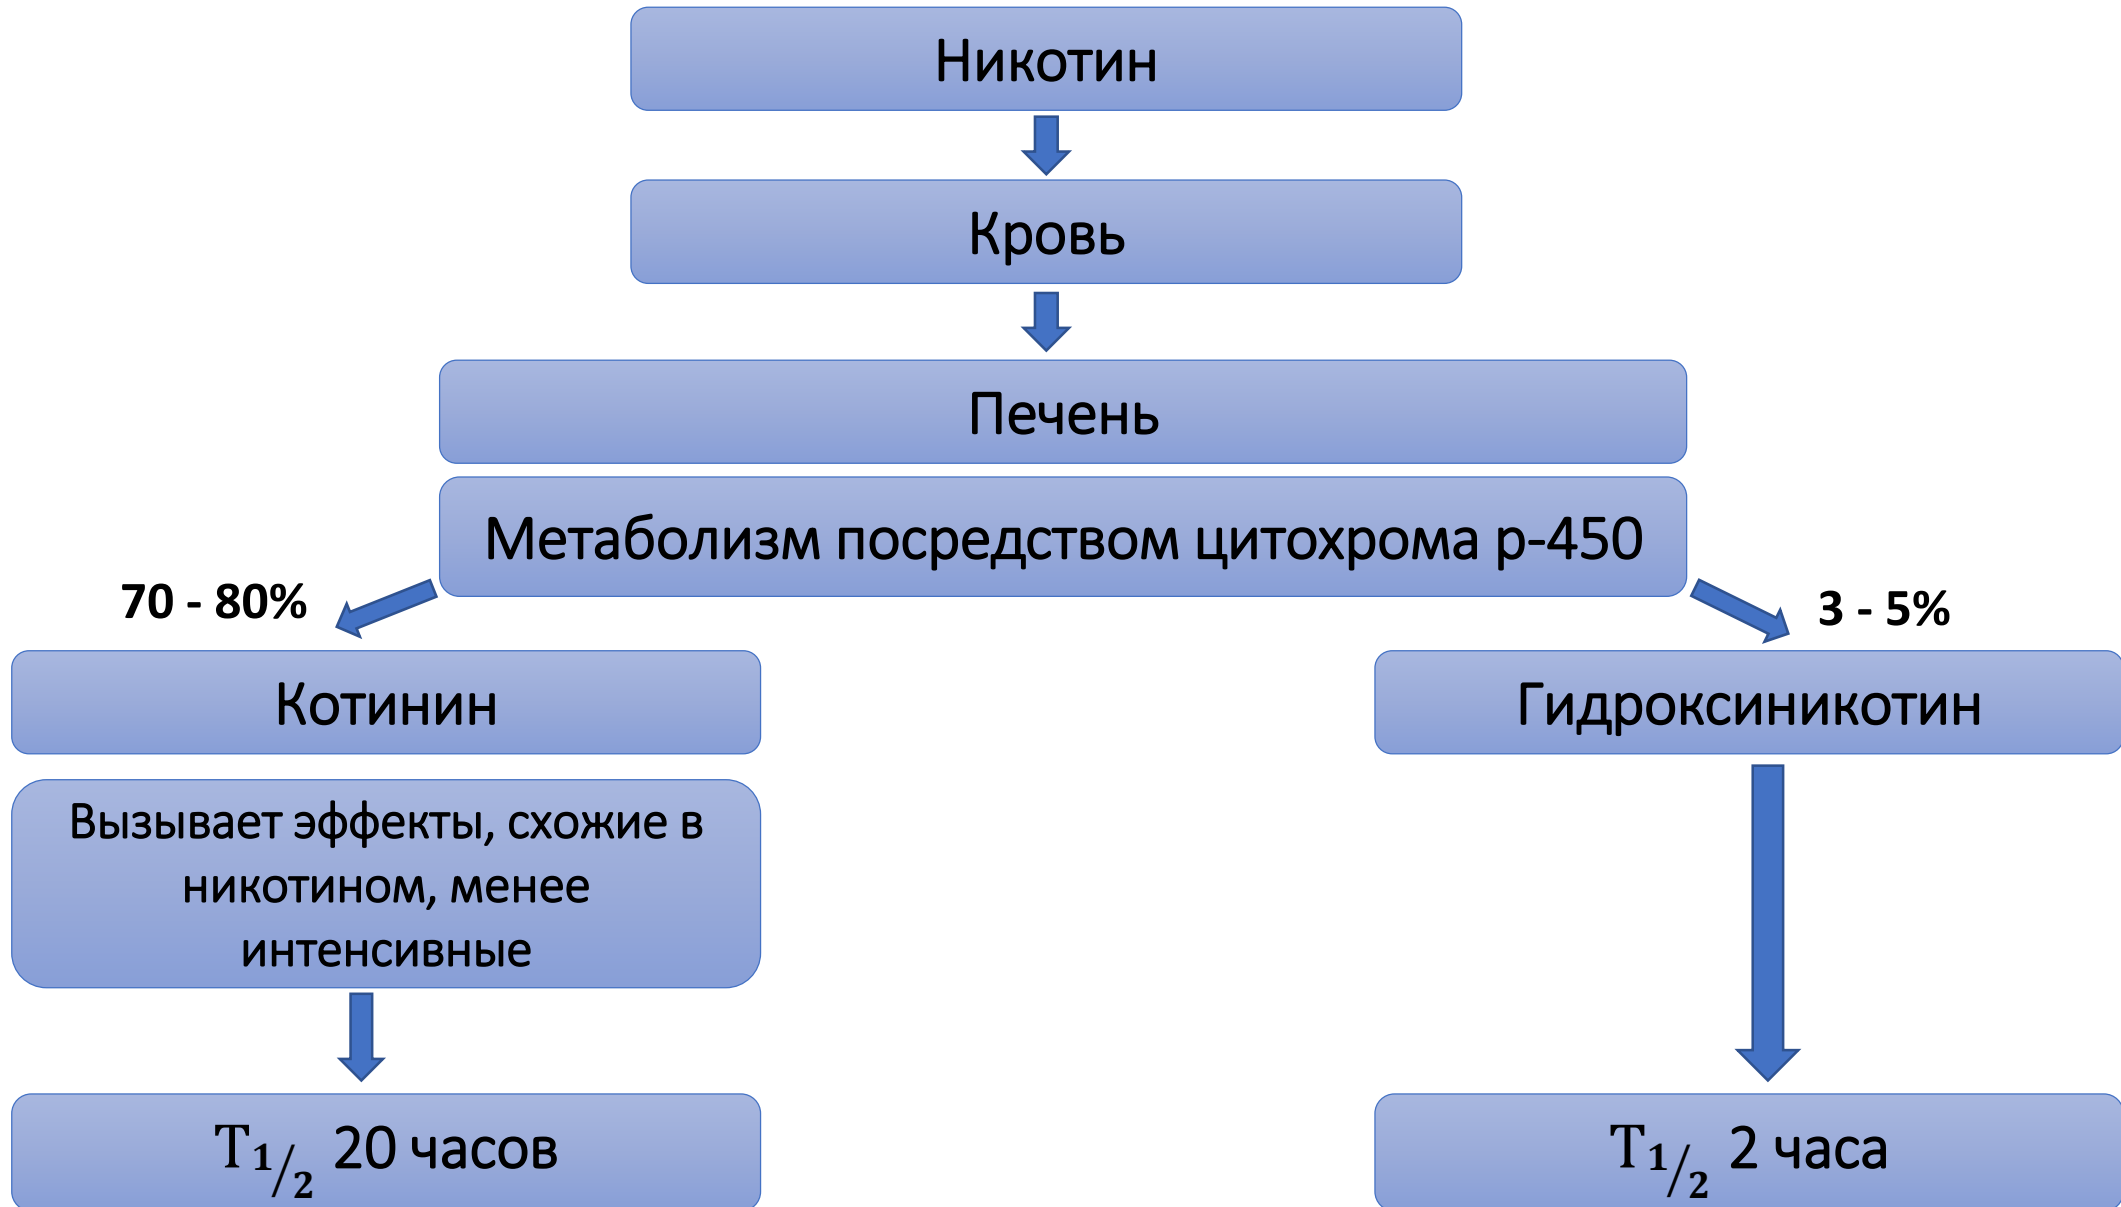 Никотин
Кровь
Печень
Метаболизм посредством цитохрома р-450
70 - 80%
3 - 5%
Котинин
Гидроксиникотин
Вызывает эффекты, схожие в
никотином, менее
интенсивные
T1/2 20 часов
T1/2 2 часа